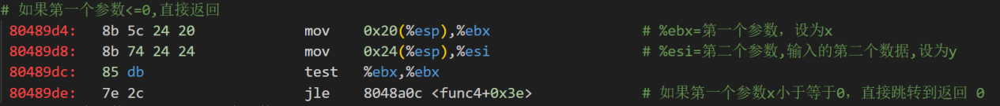 # 如果第一个参数<=0,直接返回
80489d4: 8b 5c 24 20 mov 0x20(%esp),%ebx # %ebx=第一个参数，设为x
80489d8: 8b 74 24 24 mov 0x24(%esp),%esi # %esi=第二个参数,输入的第二个数据,设为y
80489dc: 85 db test %ebx,%ebx
80489de: 7e 2c jle 8048a0c <func4+0x3e> # 如果第一个参数x小于等于0，直接跳转到返回 0